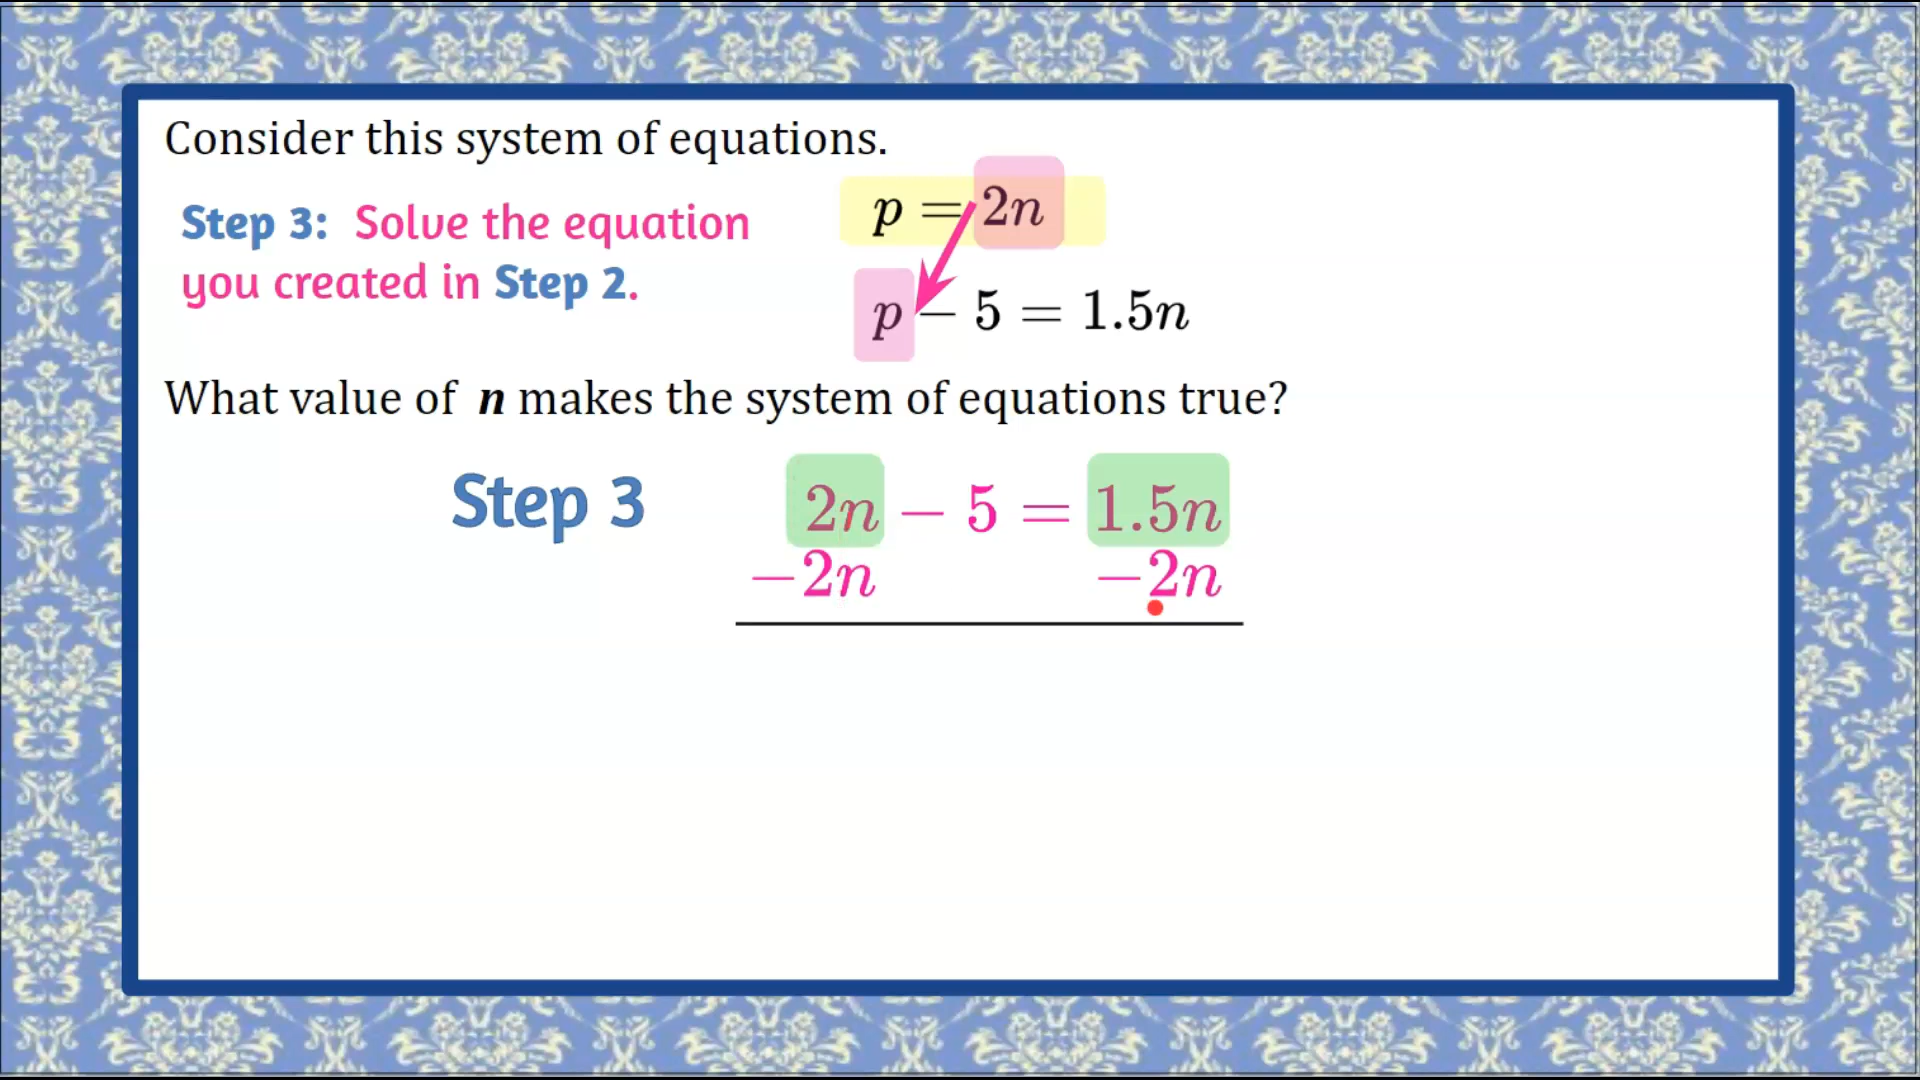 Consider this system of equations.
Step 3: Solve the equation
you created in Step 2.
p = 2n
p − 5 = 1.5n
What value of n makes the system of equations true?
Step 3
2n − 5 = 1.5n
−2n −2n